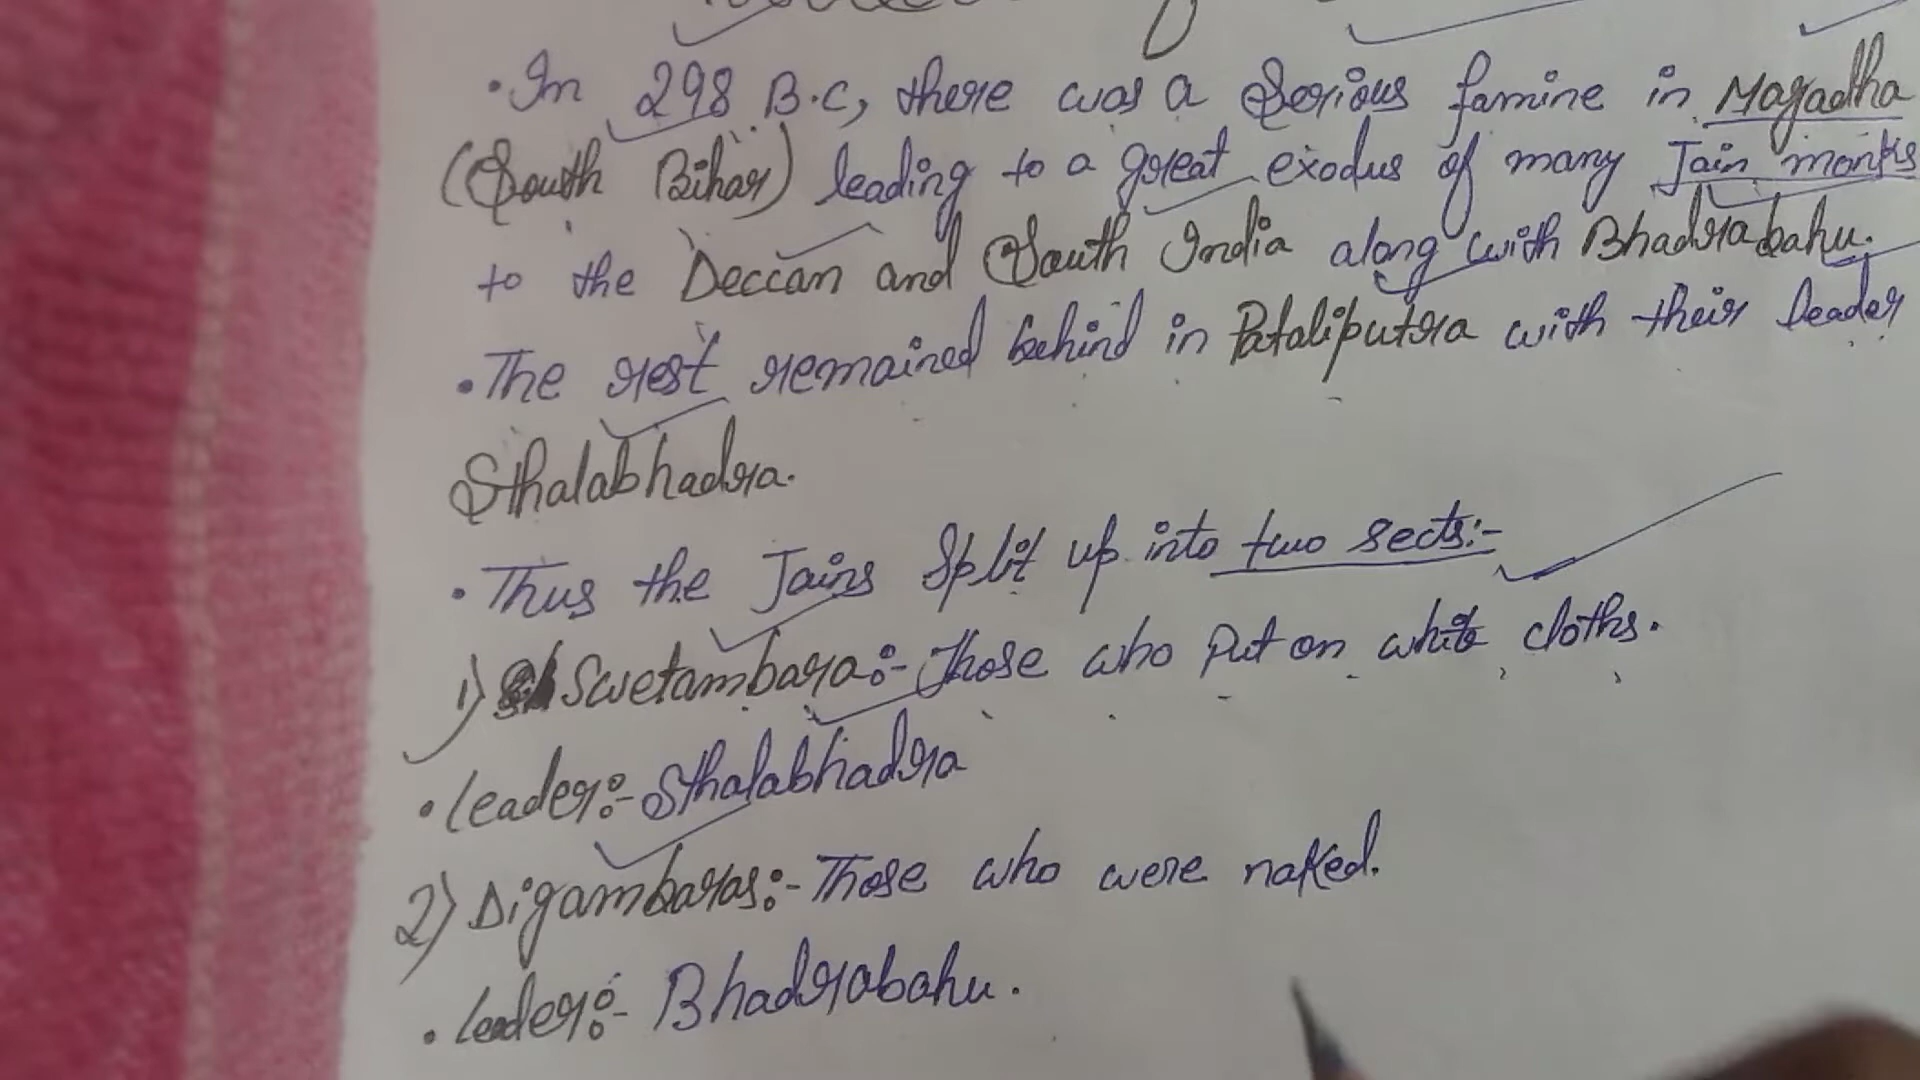 • In 298 B.C, there was a Serious famine in Magadha
(South Bihar) leading to a great exodus of many Jain monks
to the Deccan and South India along with Bhadrabahu.
• The rest remained behind in Pataliputra with their leader
Sthalabhadra.
• Thus the Jains Split up into two sects:-
1) Swetambara:- Those who Put on white cloths.
• Leader:- Sthalabhadra
2) Digambaras:- Those who were naked.
• Leader:- Bhadrabahu.